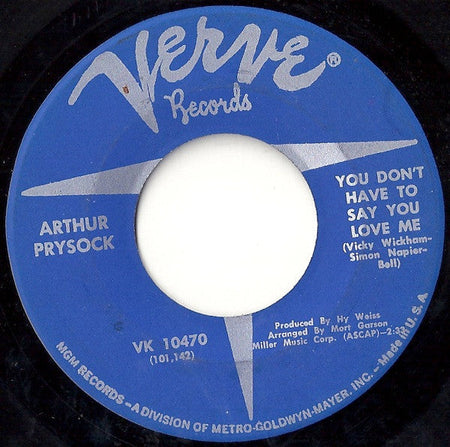 Verve®
Records
ARTHUR
PRYSOCK
YOU DON'T
HAVE TO
SAY YOU
LOVE ME
(Vicky Wickham-
Simon Napier-
Bell)
VK 10470
(101,142)
Produced by Hy Weiss
Arranged by Mort Garson
Miller Music Corp. (ASCAP)—2:33
MGM RECORDS—A DIVISION OF METRO-GOLDWYN-MAYER, INC.—Made in U.S.A.